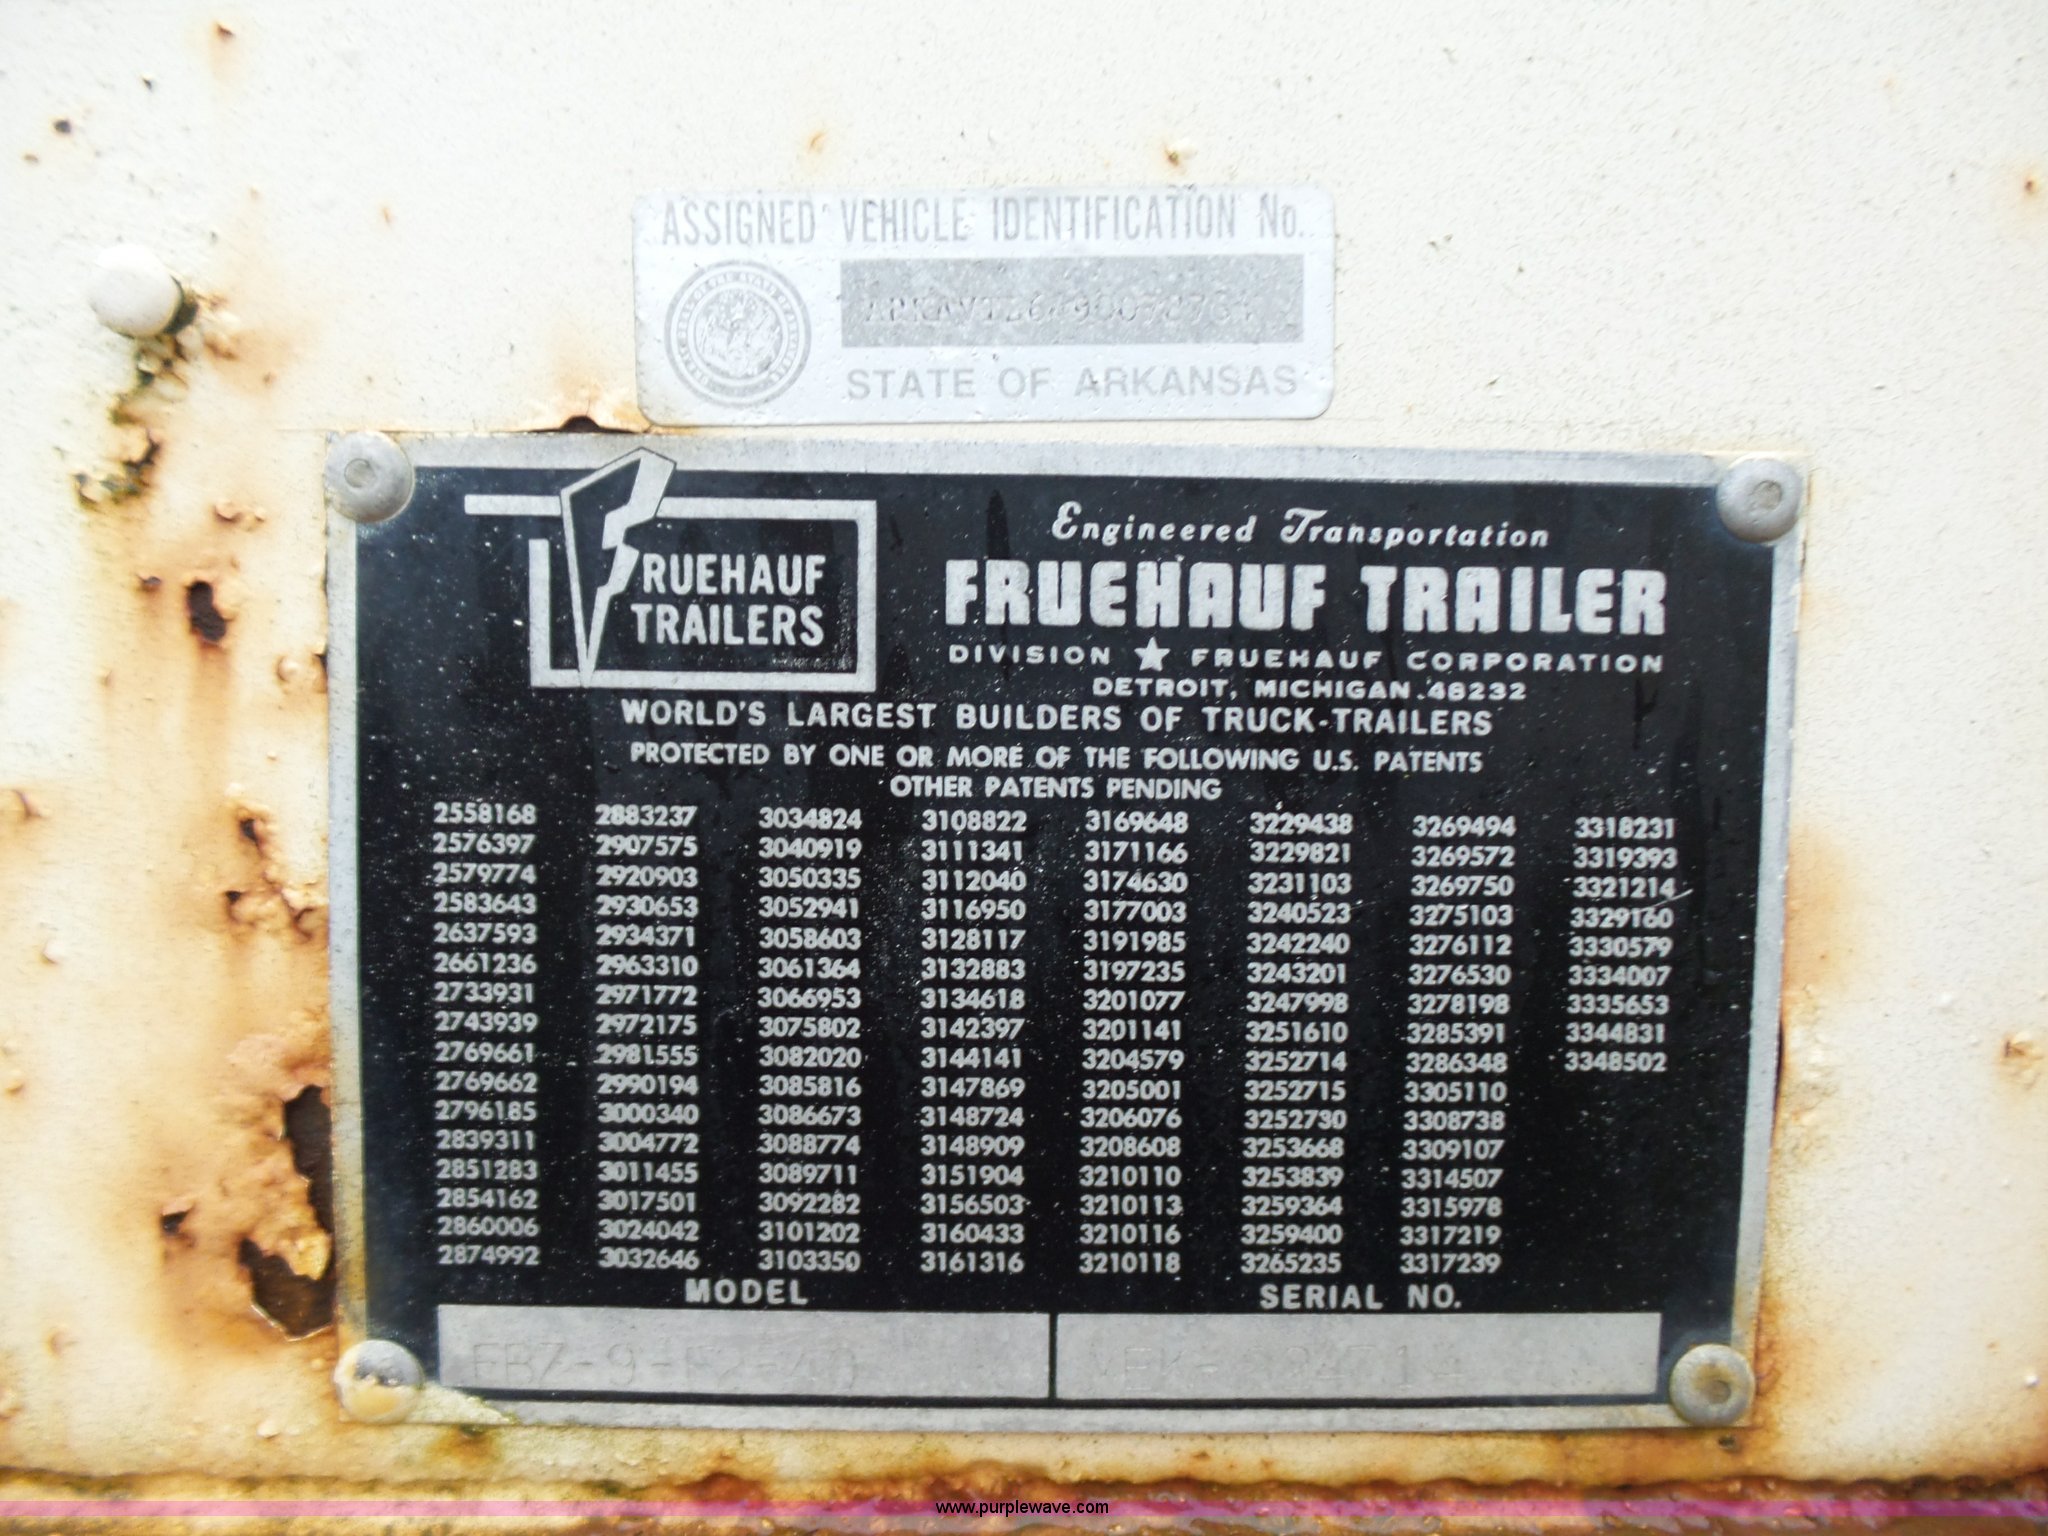 ASSIGNED VEHICLE IDENTIFICATION No.
STATE OF ARKANSAS
FRUEHAUF
TRAILERS
Engineered Transportation
FRUEHAUF TRAILER
DIVISION ★ FRUEHAUF CORPORATION
DETROIT, MICHIGAN 48232
WORLD'S LARGEST BUILDERS OF TRUCK-TRAILERS
PROTECTED BY ONE OR MORE OF THE FOLLOWING U.S. PATENTS
OTHER PATENTS PENDING
2558168 2883237 3034824 3108822 3169648 3229438 3269494 3318231
2576397 2907575 3040919 3111341 3171166 3229821 3269572 3319393
2579774 2920903 3050335 3112040 3174630 3231103 3269750 3321214
2583643 2930653 3052941 3116950 3177003 3240523 3275103 3329160
2637593 2934371 3058603 3128117 3191985 3242240 3276112 3330579
2661236 2963310 3061364 3132883 3197235 3243201 3276530 3334007
2733931 2971772 3066953 3134618 3201077 3247998 3278198 3335653
2743939 2972175 3075802 3142397 3201141 3251610 3285391 3344831
2769661 2981555 3082020 3144141 3204579 3252714 3286348 3348502
2769662 2990194 3085816 3147869 3205001 3252715 3305110
2796185 3000340 3086673 3148724 3206076 3252730 3308738
2839311 3004772 3088774 3148909 3208608 3253668 3309107
2851283 3011455 3089711 3151904 3210110 3253839 3314507
2854162 3017501 3092282 3156503 3210113 3259364 3315978
2860006 3024042 3101202 3160433 3210116 3259400 3317219
2874992 3032646 3103350 3161316 3210118 3265235 3317239
MODEL SERIAL NO.
www.purplewave.com